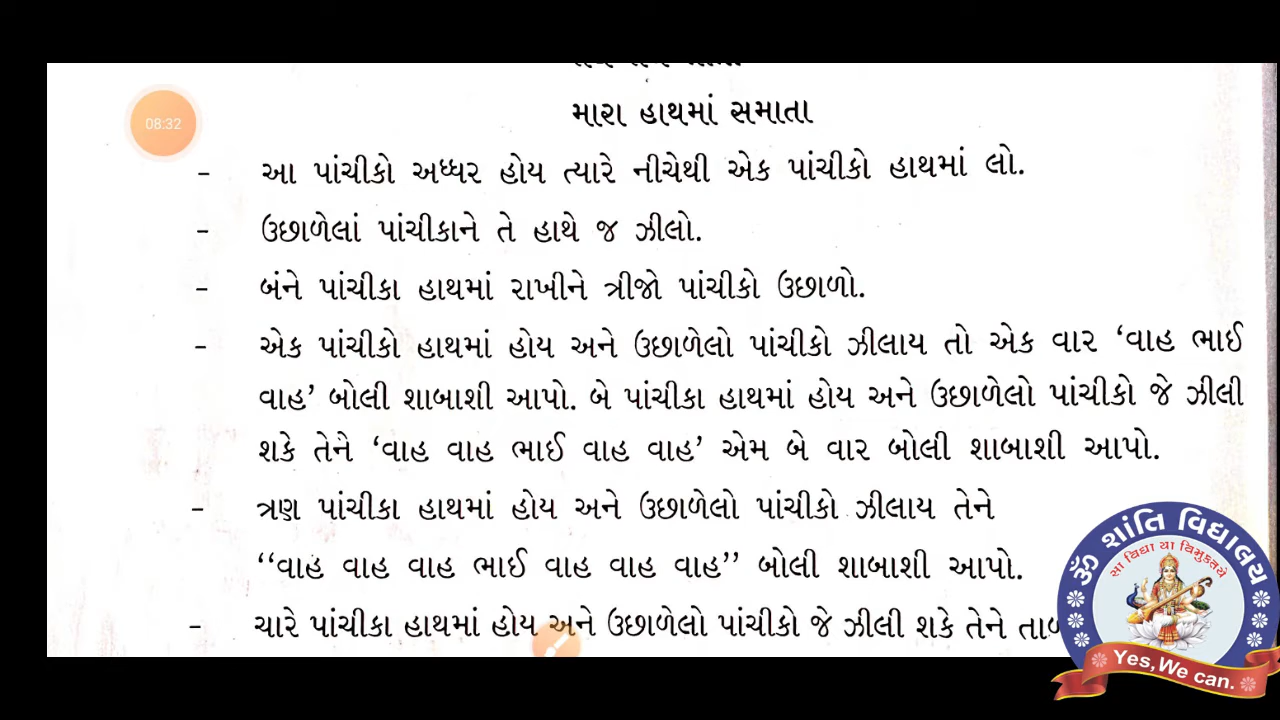 મારા હાથમાં સમાતા
08:32
- આ પાંચીકો અધ્ધર હોય ત્યારે નીચેથી એક પાંચીકો હાથમાં લો.
- ઉછાળેલાં પાંચીકાને તે હાથે જ ઝીલો.
- બંને પાંચીકા હાથમાં રાખીને ત્રીજો પાંચીકો ઉછાળો.
- એક પાંચીકો હાથમાં હોય અને ઉછાળેલો પાંચીકો ઝીલાય તો એક વાર ‘વાહ ભાઈ
વાહ’ બોલી શાબાશી આપો. બે પાંચીકા હાથમાં હોય અને ઉછાળેલો પાંચીકો જે ઝીલી
શકે તેને ‘વાહ વાહ ભાઈ વાહ વાહ’ એમ બે વાર બોલી શાબાશી આપો.
- ત્રણ પાંચીકા હાથમાં હોય અને ઉછાળેલો પાંચીકો ઝીલાય તેને
‘‘વાહ વાહ વાહ ભાઈ વાહ વાહ વાહ’’ બોલી શાબાશી આપો.
- ચારે પાંચીકા હાથમાં હોય અને ઉછાળેલો પાંચીકો જે ઝીલી શકે તેને
ૐ શાંતિ વિદ્યાલય
સા વિદ્યા યા વિમુક્તયે
Yes, We can.